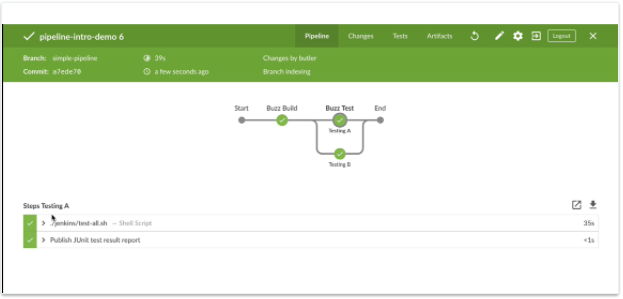 pipeline-intro-demo 6 Pipeline Changes Tests Artifacts Logout
Branch: simple-pipeline 39s Changes by butler
Commit: a7ede70 a few seconds ago Branch indexing
Start Buzz Build Buzz Test End
Testing A
Testing B
Steps Testing A
./jenkins/test-all.sh — Shell Script 35s
Publish JUnit test result report <1s